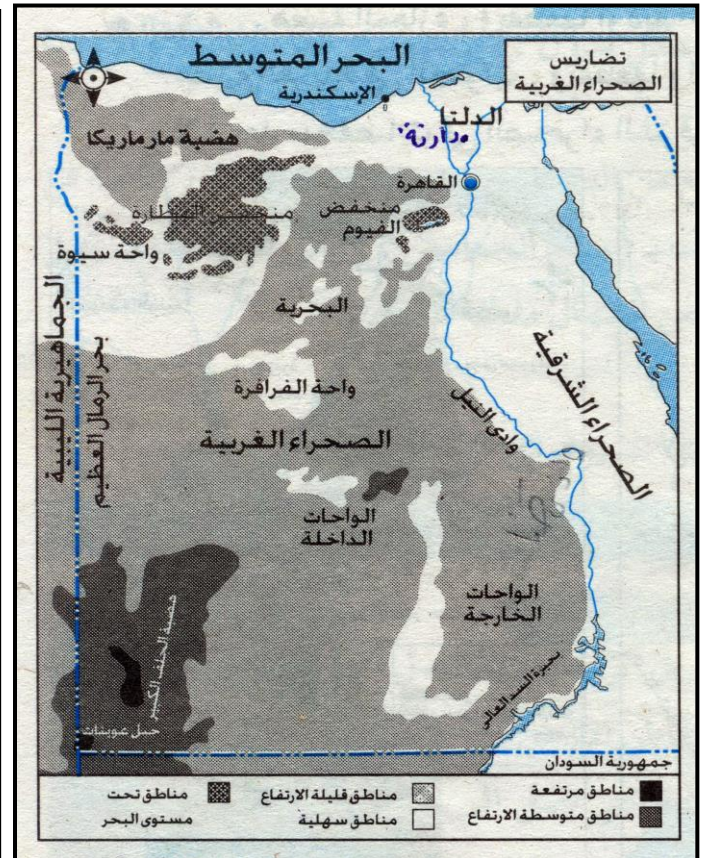 تضاريس
الصحراء الغربية
البحر المتوسط
الإسكندرية
الدلتا
هضبة مارماريكا
القاهرة
منخفض القطارة
منخفض
الفيوم
واحة سيوة
البحرية
الجماهيرية الليبية
بحر الرمال العظيم
واحة الفرافرة
وادى النيل
الصحراء الشرقية
الصحراء الغربية
الواحات
الداخلة
الواحات
الخارجة
هضبة الجلف الكبير
جبل عوينات
بحيرة السد العالى
جمهورية السودان
مناطق مرتفعة
مناطق متوسطة الارتفاع
مناطق قليلة الارتفاع
مناطق سهلية
مناطق تحت
مستوى البحر